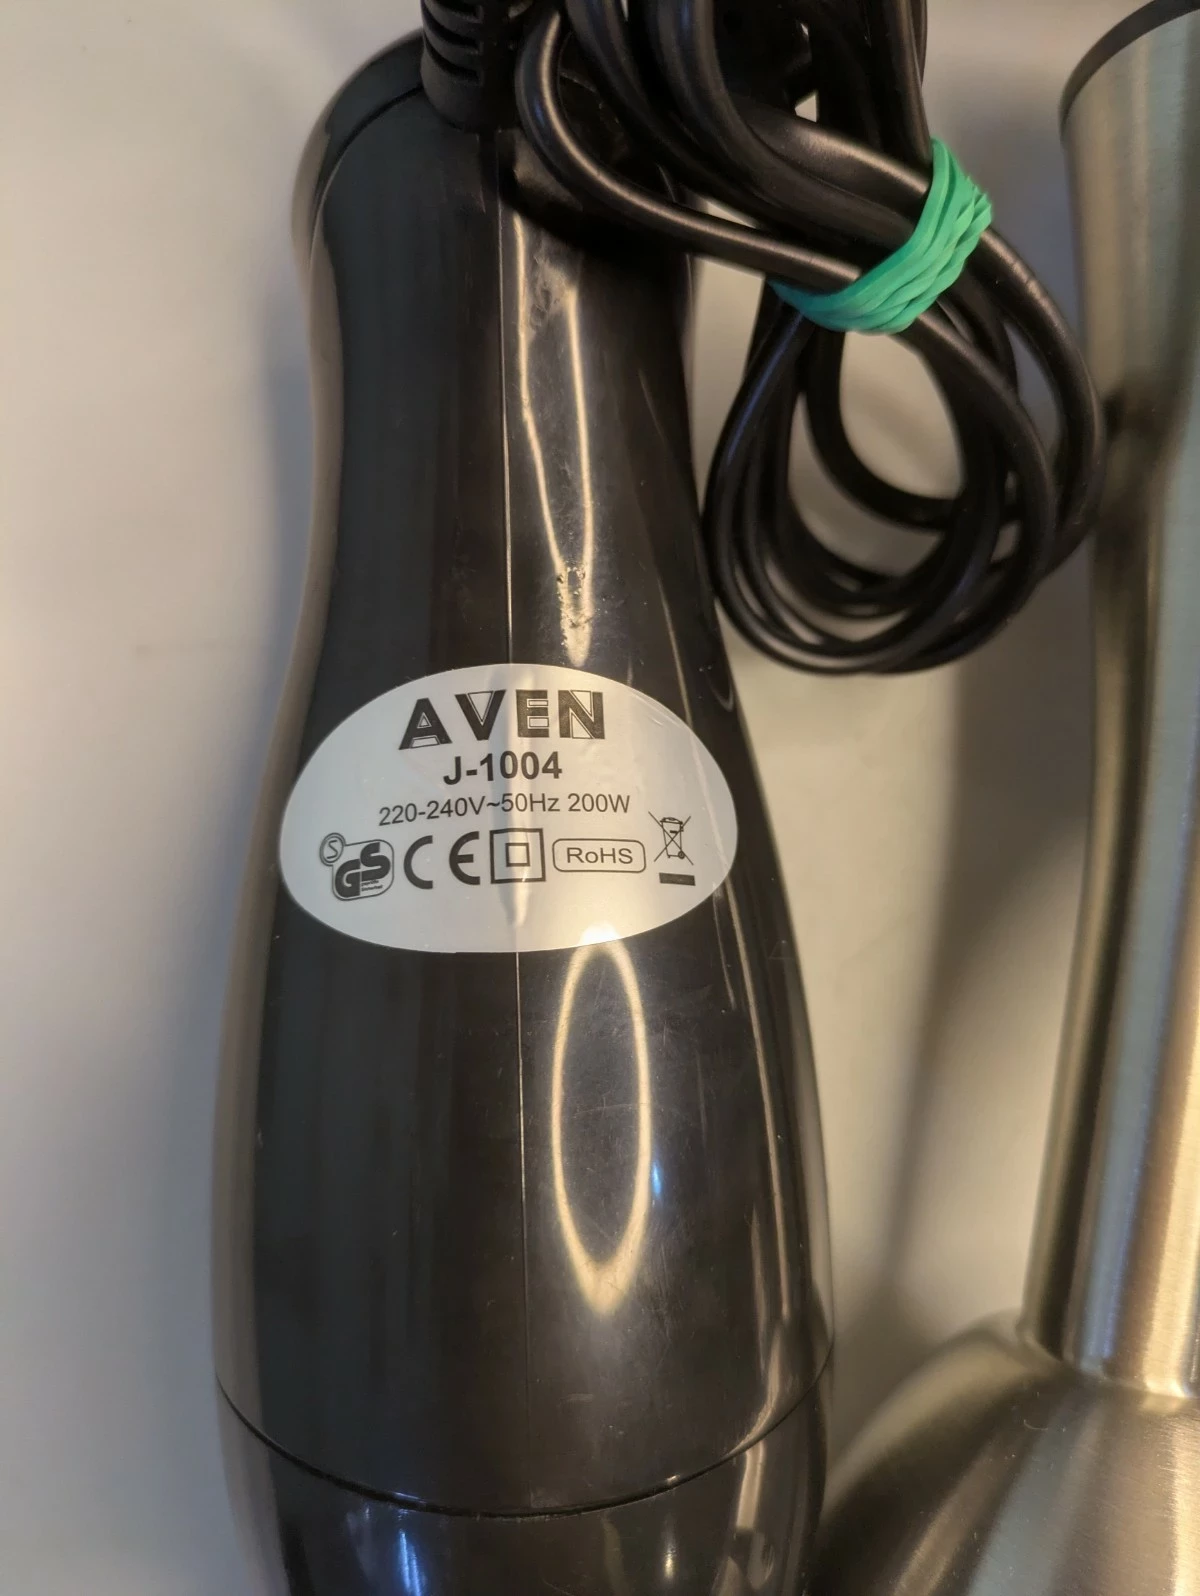 AVEN
J-1004
220-240V~50Hz 200W
S GS CE RoHS